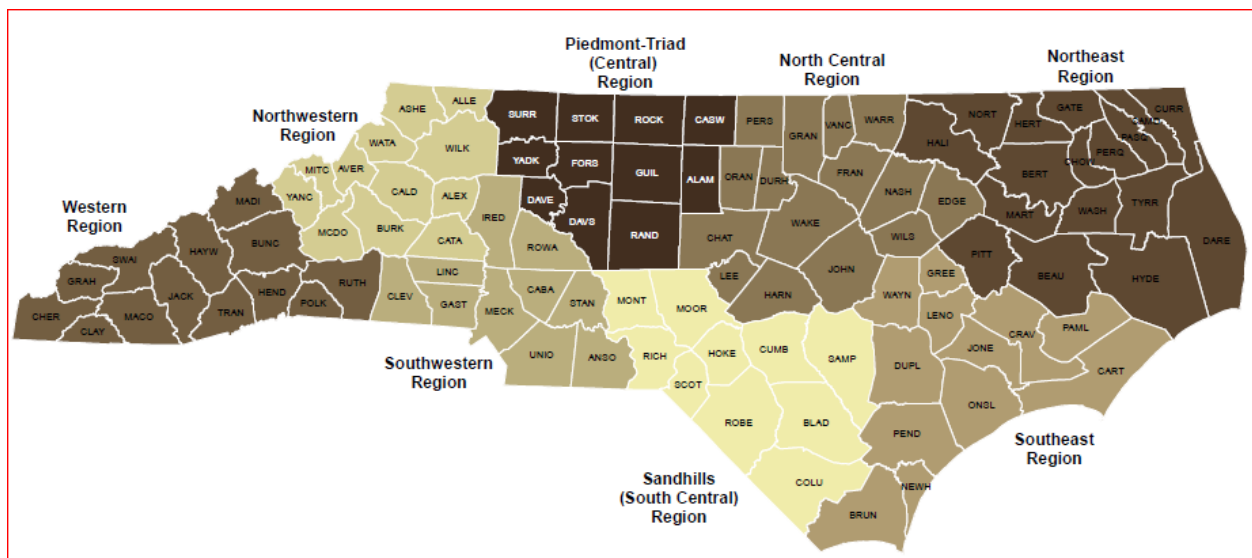 Piedmont-Triad
(Central)
Region
North Central
Region
Northeast
Region
Northwestern
Region
Western
Region
Southwestern
Region
Sandhills
(South Central)
Region
Southeast
Region
ASHE
ALLE
SURR
STOK
ROCK
CASW
PERS
GRAN
VANC
WARR
NORT
HERT
GATE
CURR
PASQ
PERQ
CHOW
HALI
WATA
WILK
YADK
FORS
GUIL
ALAM
ORAN
DURH
FRAN
NASH
EDGE
BERT
MITC
AVER
YANC
CALD
ALEX
IRED
DAVE
DAVS
RAND
CHAT
WAKE
WILS
MART
WASH
TYRR
DARE
MADI
BUNC
MCDO
BURK
CATA
ROWA
LEE
HARN
JOHN
PITT
BEAU
HYDE
SWAI
HAYW
GRAH
JACK
HEND
POLK
RUTH
CLEV
LINC
GAST
CHER
CLAY
MACO
TRAN
MECK
CABA
STAN
MONT
MOOR
WAYN
GREE
LENO
CRAV
PAML
UNIO
ANSO
RICH
SCOT
HOKE
CUMB
SAMP
DUPL
JONE
CART
ONSL
ROBE
BLAD
PEND
COLU
BRUN
NEWH